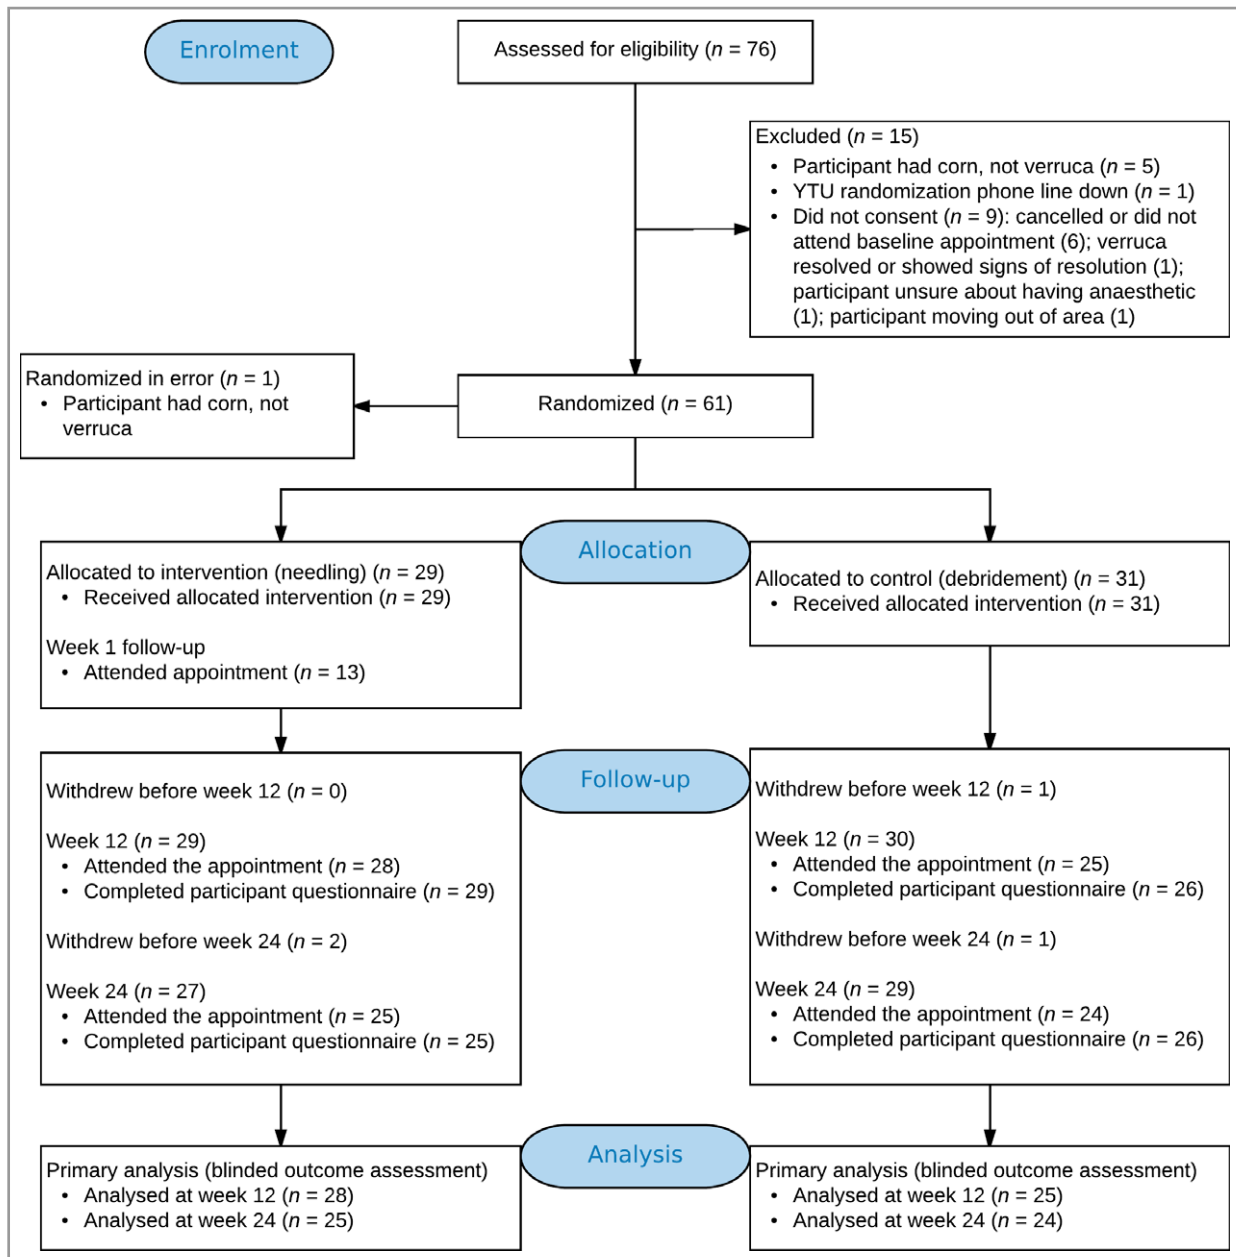 Enrolment
Assessed for eligibility (n = 76)
Excluded (n = 15)
• Participant had corn, not verruca (n = 5)
• YTU randomization phone line down (n = 1)
• Did not consent (n = 9): cancelled or did not
attend baseline appointment (6); verruca
resolved or showed signs of resolution (1);
participant unsure about having anaesthetic
(1); participant moving out of area (1)
Randomized in error (n = 1)
• Participant had corn, not
verruca
Randomized (n = 61)
Allocation
Allocated to intervention (needling) (n = 29)
• Received allocated intervention (n = 29)
Week 1 follow-up
• Attended appointment (n = 13)
Allocated to control (debridement) (n = 31)
• Received allocated intervention (n = 31)
Follow-up
Withdrew before week 12 (n = 0)
Week 12 (n = 29)
• Attended the appointment (n = 28)
• Completed participant questionnaire (n = 29)
Withdrew before week 24 (n = 2)
Week 24 (n = 27)
• Attended the appointment (n = 25)
• Completed participant questionnaire (n = 25)
Withdrew before week 12 (n = 1)
Week 12 (n = 30)
• Attended the appointment (n = 25)
• Completed participant questionnaire (n = 26)
Withdrew before week 24 (n = 1)
Week 24 (n = 29)
• Attended the appointment (n = 24)
• Completed participant questionnaire (n = 26)
Analysis
Primary analysis (blinded outcome assessment)
• Analysed at week 12 (n = 28)
• Analysed at week 24 (n = 25)
Primary analysis (blinded outcome assessment)
• Analysed at week 12 (n = 25)
• Analysed at week 24 (n = 24)